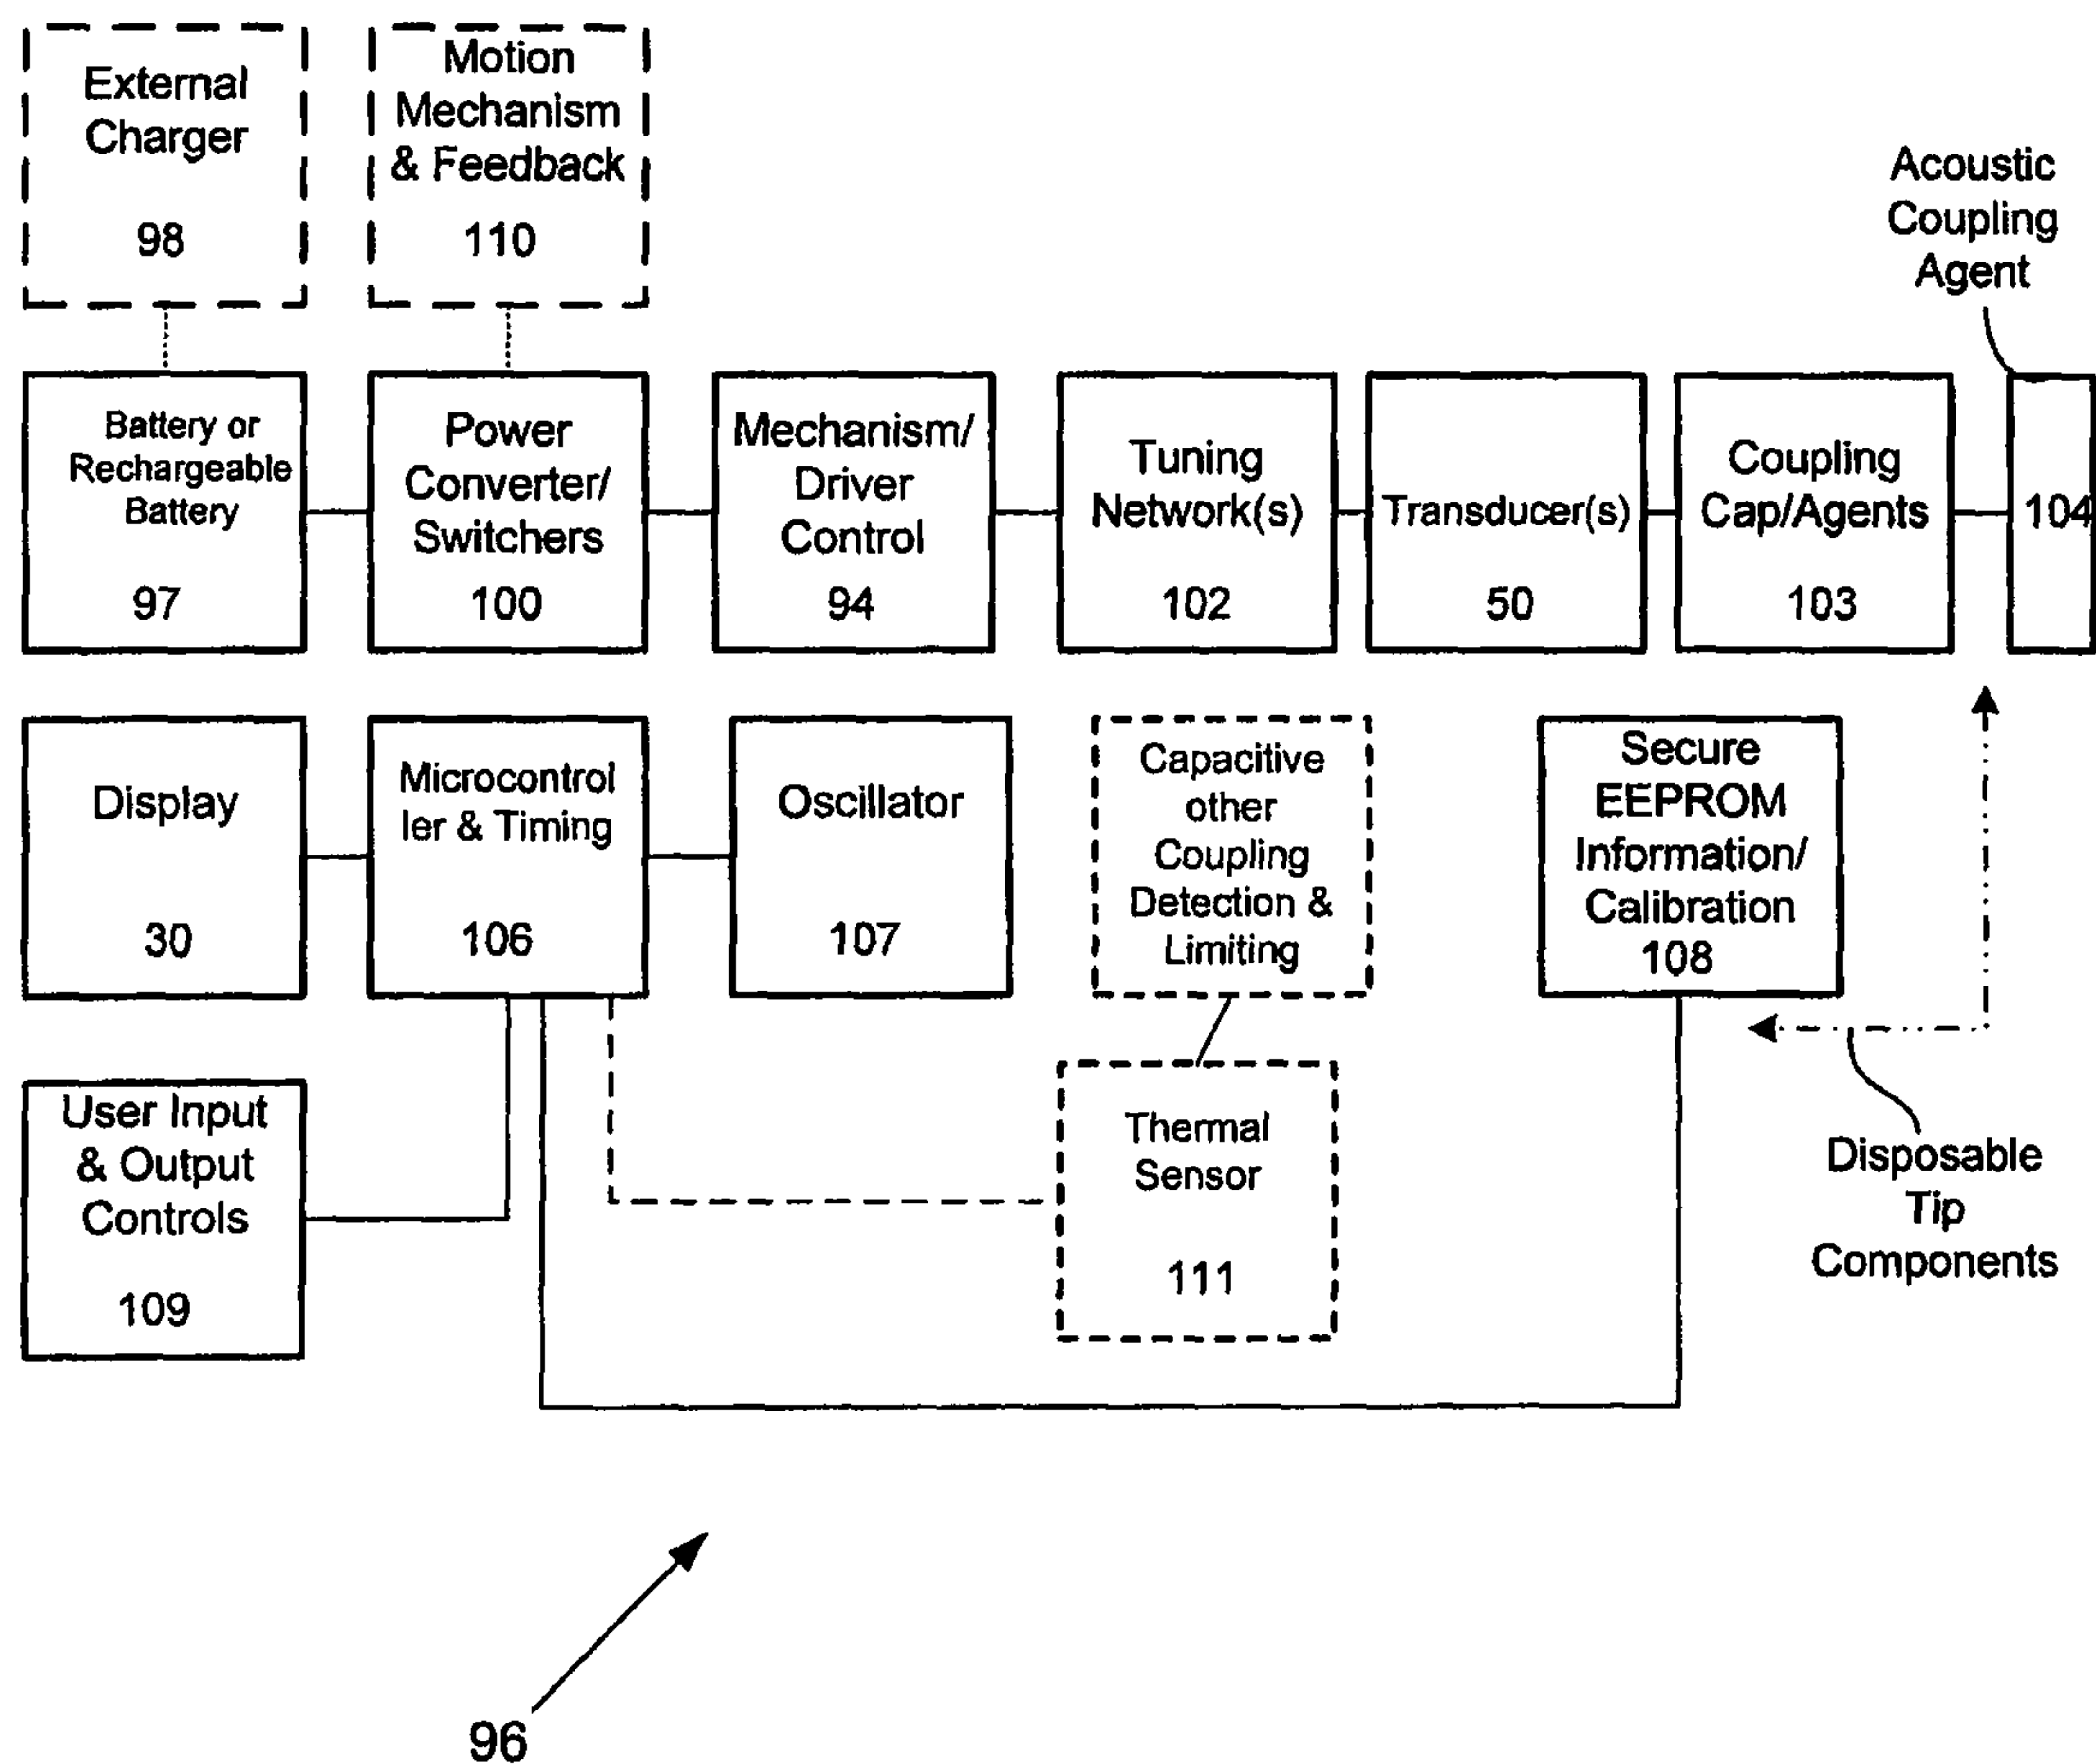 External
Charger
98
Motion
Mechanism
& Feedback
110
Acoustic
Coupling
Agent
Battery or
Rechargeable
Battery
97
Power
Converter/
Switchers
100
Mechanism/
Driver
Control
94
Tuning
Network(s)
102
Transducer(s)
50
Coupling
Cap/Agents
103
104
Display
30
Microcontrol
ler & Timing
106
Oscillator
107
Capacitive
other
Coupling
Detection &
Limiting
Secure
EEPROM
Information/
Calibration
108
User Input
& Output
Controls
109
Thermal
Sensor
111
Disposable
Tip
Components
96